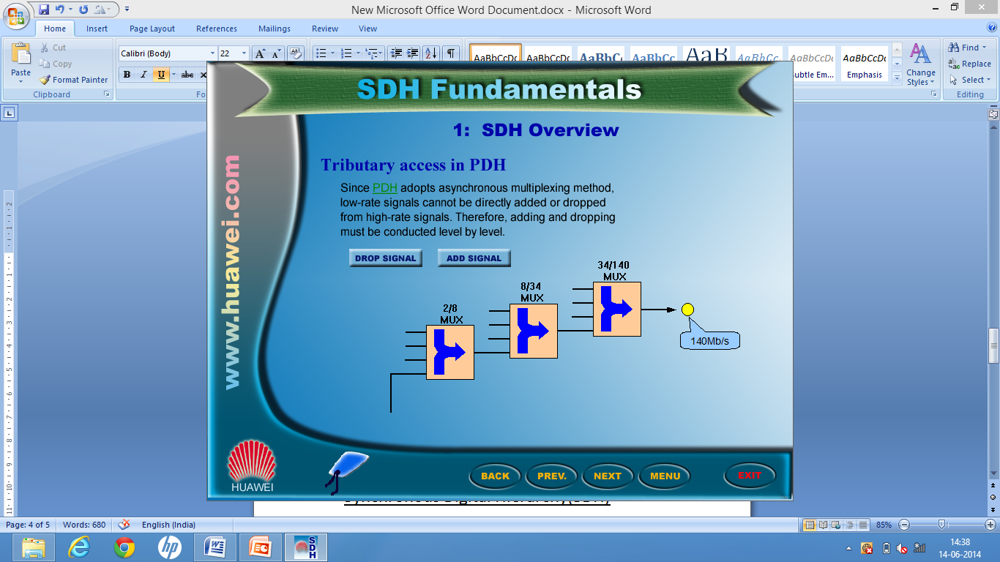 New Microsoft Office Word Document.docx - Microsoft Word
Home Insert Page Layout References Mailings Review View
Paste
Cut
Copy
Format Painter
Clipboard
Calibri (Body) 22
B I U abc
AaBbCcDc AaBbCcDc AaBbC AaBbCc AaB AaBbCc. AaBbCcDc AaBbCcDc
Emphasis
Change Styles
Find
Replace
Select
Editing
SDH Fundamentals
1: SDH Overview
www.huawei.com
Tributary access in PDH
Since PDH adopts asynchronous multiplexing method,
low-rate signals cannot be directly added or dropped
from high-rate signals. Therefore, adding and dropping
must be conducted level by level.
DROP SIGNAL ADD SIGNAL
34/140
MUX
8/34
MUX
2/8
MUX
140Mb/s
HUAWEI
BACK PREV. NEXT MENU EXIT
Page: 4 of 5 Words: 680 English (India) 85%
SDH
14:38
14-06-2014